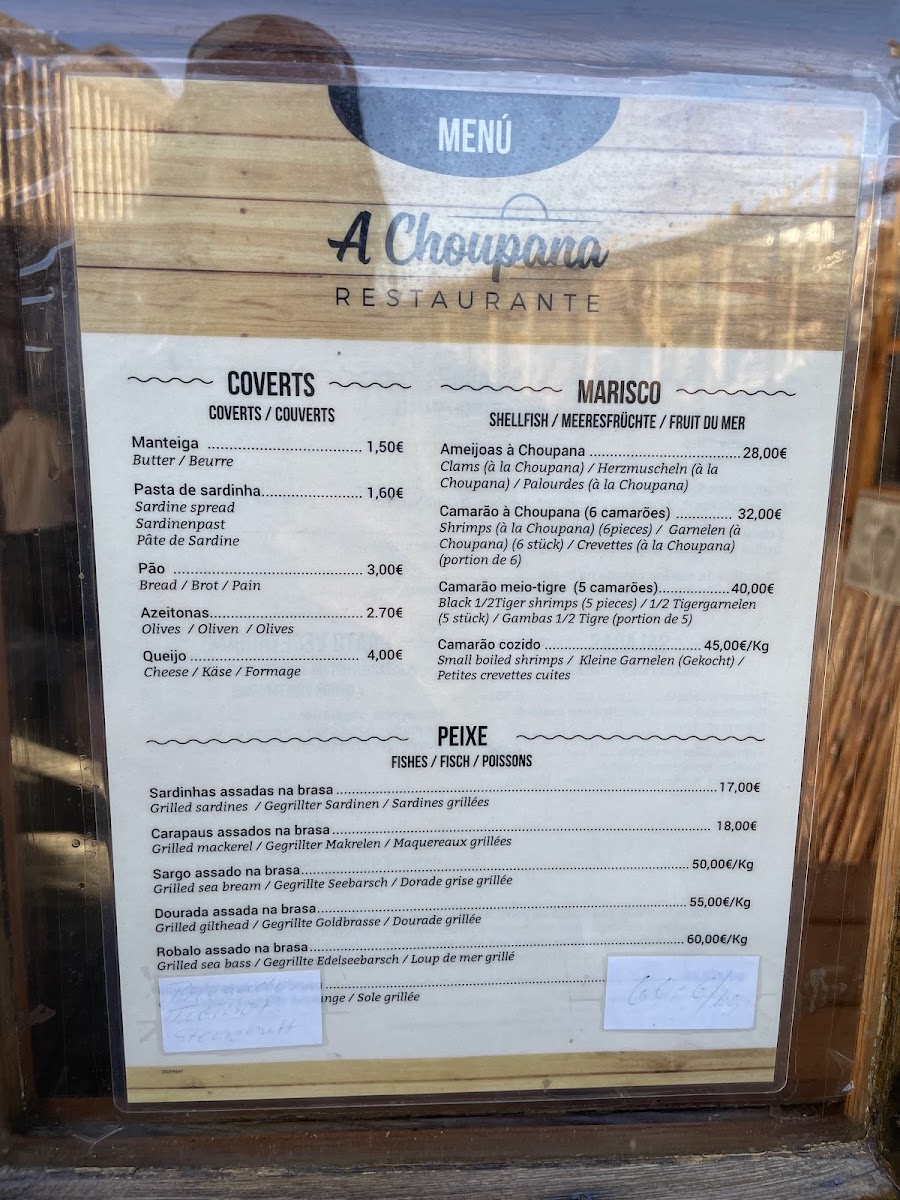 MENÚ
A Choupana
RESTAURANTE
COVERTS
COVERTS / COUVERTS
Manteiga ........ 1,50€
Butter / Beurre
Pasta de sardinha........ 1,60€
Sardine spread
Sardinenpast
Pâte de Sardine
Pão ........ 3,00€
Bread / Brot / Pain
Azeitonas........ 2.70€
Olives / Oliven / Olives
Queijo ........ 4,00€
Cheese / Käse / Formage
MARISCO
SHELLFISH / MEERESFRÜCHTE / FRUIT DU MER
Ameijoas à Choupana ........ 28,00€
Clams (à la Choupana) / Herzmuscheln (à la
Choupana) / Palourdes (à la Choupana)
Camarão à Choupana (6 camarões) ........ 32,00€
Shrimps (à la Choupana) (6pieces) / Garnelen (à
Choupana) (6 stück) / Crevettes (à la Choupana)
(portion de 6)
Camarão meio-tigre (5 camarões)........ 40,00€
Black 1/2Tiger shrimps (5 pieces) / 1/2 Tigergarnelen
(5 stück) / Gambas 1/2 Tigre (portion de 5)
Camarão cozido ........ 45,00€/Kg
Small boiled shrimps / Kleine Garnelen (Gekocht) /
Petites crevettes cuites
PEIXE
FISHES / FISCH / POISSONS
Sardinhas assadas na brasa ........ 17,00€
Grilled sardines / Gegrillter Sardinen / Sardines grillées
Carapaus assados na brasa ........ 18,00€
Grilled mackerel / Gegrillter Makrelen / Maquereaux grillées
Sargo assado na brasa........ 50,00€/Kg
Grilled sea bream / Gegrillte Seebarsch / Dorade grise grillée
Dourada assada na brasa........ 55,00€/Kg
Grilled gilthead / Gegrillte Goldbrasse / Dourade grillée
Robalo assado na brasa........ 60,00€/Kg
Grilled sea bass / Gegrillte Edelseebarsch / Loup de mer grillé
nge / Sole grillée